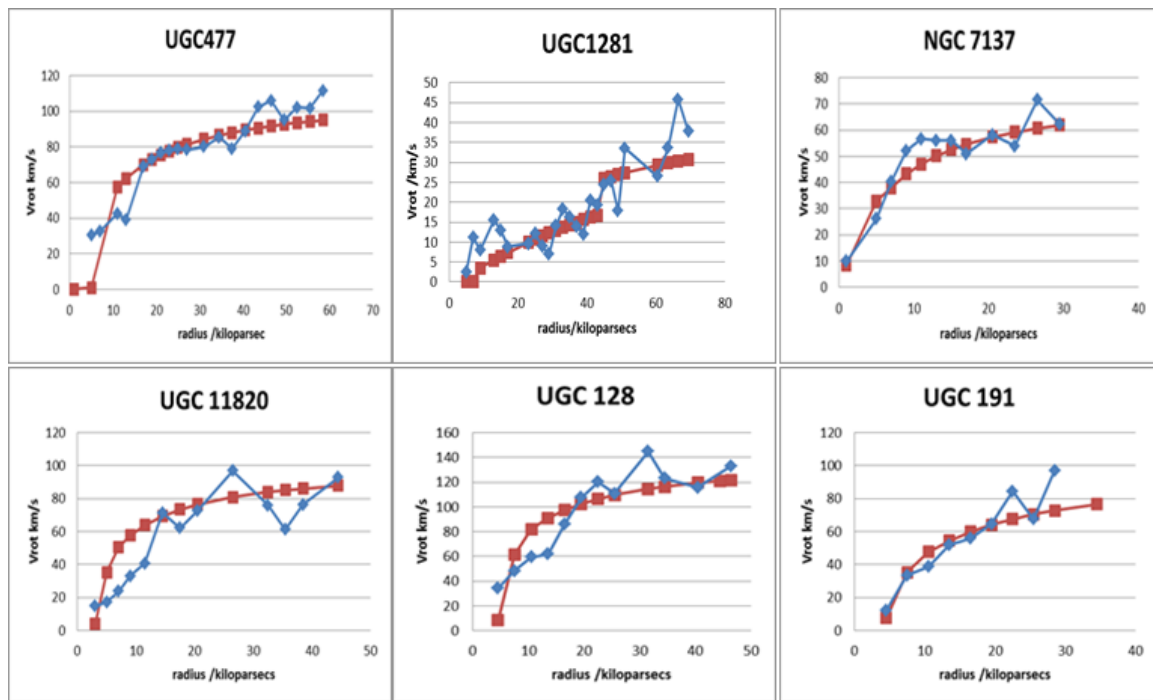 UGC477
Vrot km/s
120
100
80
60
40
20
0
0 10 20 30 40 50 60 70
radius /kiloparsec
UGC1281
Vrot /km/s
50
45
40
35
30
25
20
15
10
5
0
0 20 40 60 80
radius/kiloparsecs
NGC 7137
Vrot km/s
80
70
60
50
40
30
20
10
0
0 10 20 30 40
radius /kiloparsecs
UGC 11820
Vrot km/s
120
100
80
60
40
20
0
0 10 20 30 40 50
radius /kiloparsecs
UGC 128
Vrot km/s
160
140
120
100
80
60
40
20
0
0 10 20 30 40 50
radius /kiloparsecs
UGC 191
Vrot km/s
120
100
80
60
40
20
0
0 10 20 30 40
radius /kiloparsecs